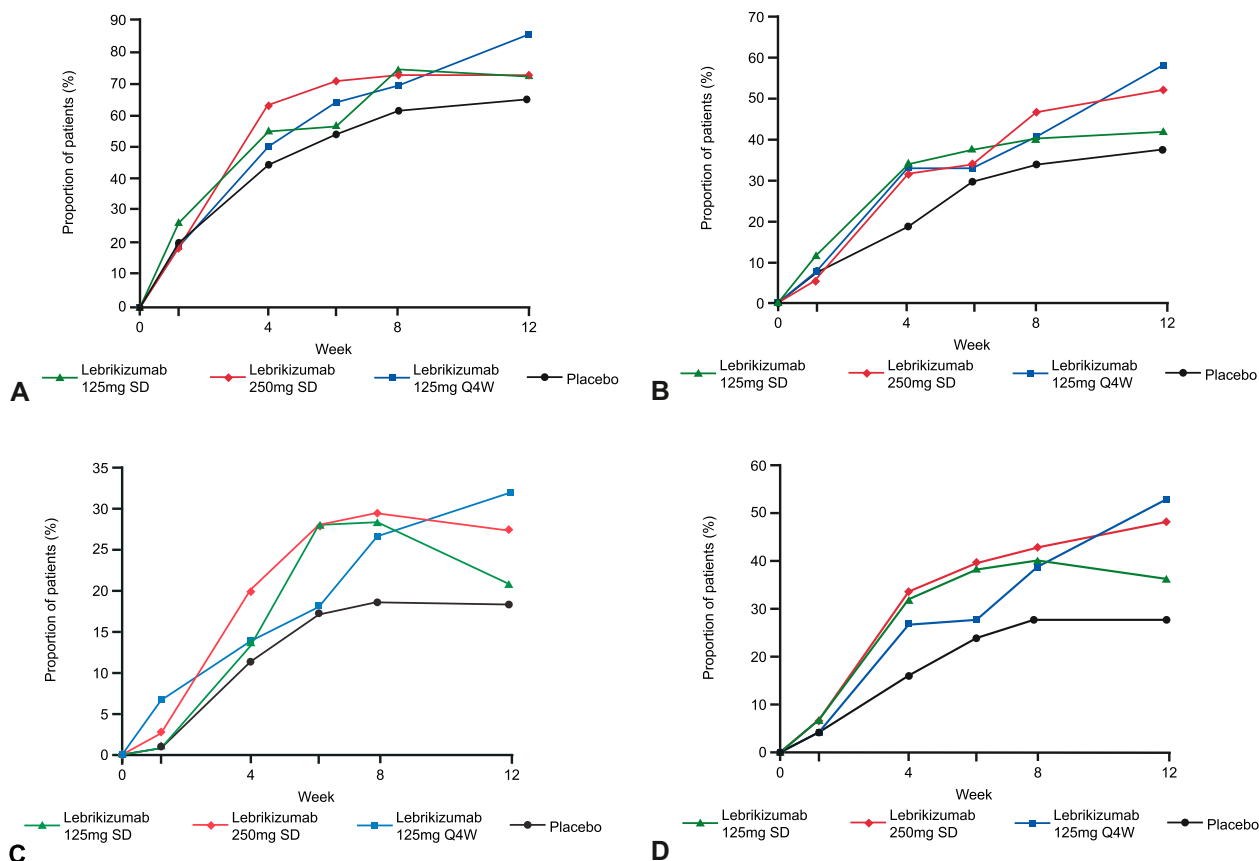 90
80
70
60
50
40
30
20
10
0
Proportion of patients (%)
0 4 6 8 12
Week
Lebrikizumab
125mg SD
Lebrikizumab
250mg SD
Lebrikizumab
125mg Q4W
Placebo
A
70
60
50
40
30
20
10
0
Proportion of patients (%)
0 4 6 8 12
Week
Lebrikizumab
125mg SD
Lebrikizumab
250mg SD
Lebrikizumab
125mg Q4W
Placebo
B
35
30
25
20
15
10
5
0
Proportion of patients (%)
0 4 6 8 12
Week
Lebrikizumab
125mg SD
Lebrikizumab
250mg SD
Lebrikizumab
125mg Q4W
Placebo
C
60
50
40
30
20
10
0
Proportion of patients (%)
0 4 6 8 12
Week
Lebrikizumab
125mg SD
Lebrikizumab
250mg SD
Lebrikizumab
125mg Q4W
Placebo
D